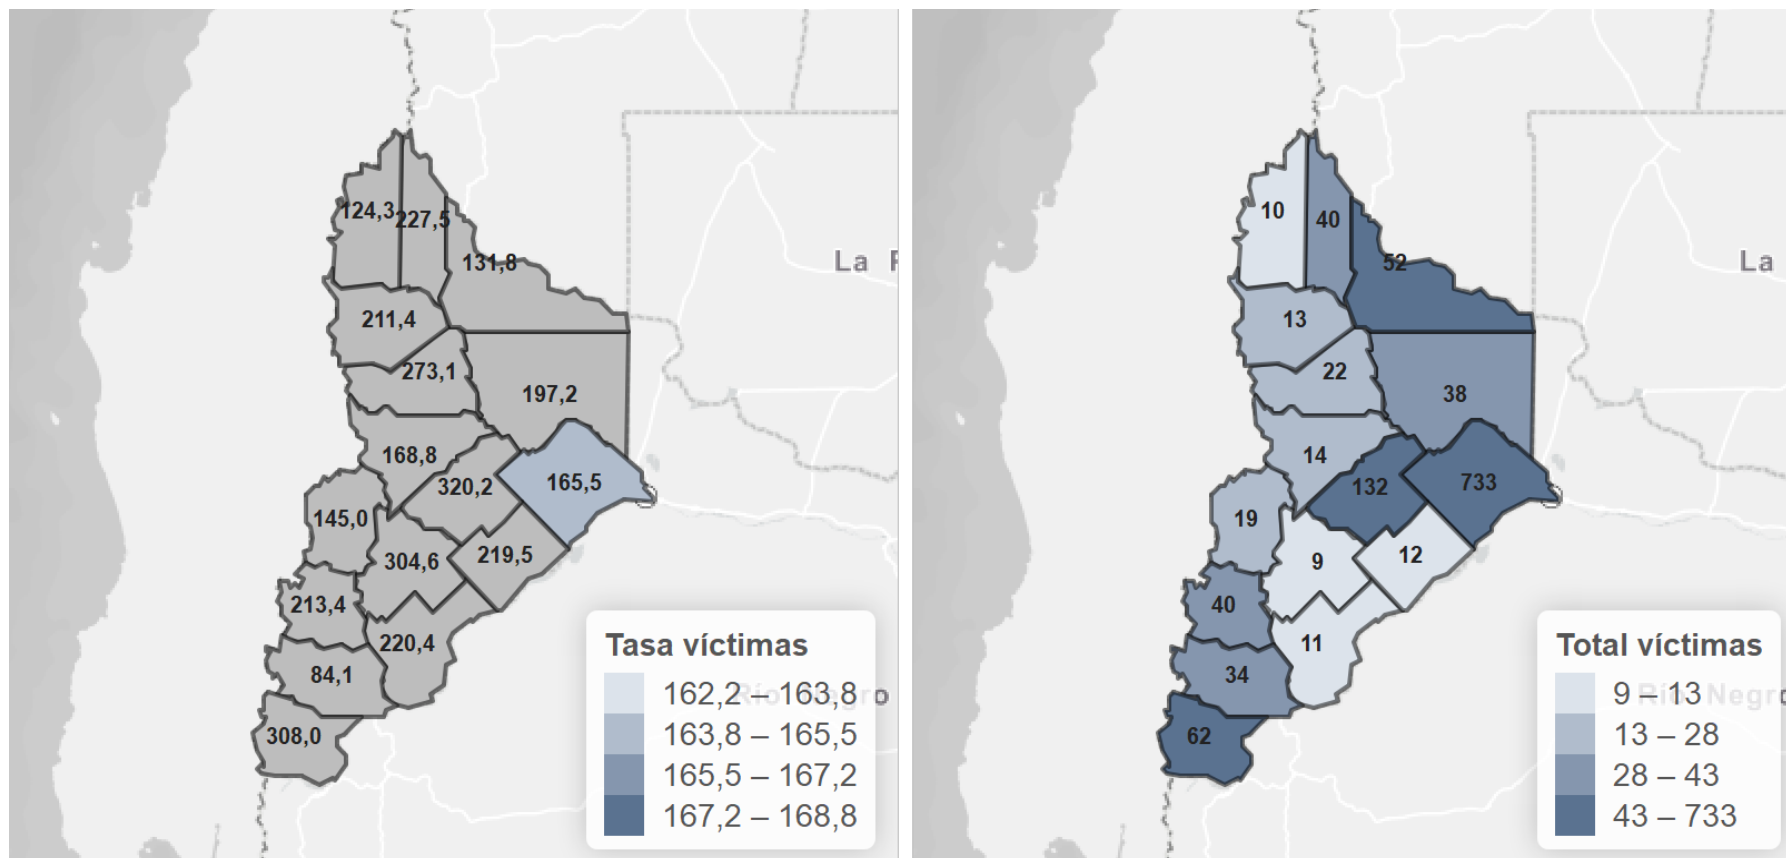 124,3
227,5
131,8
La P
211,4
273,1
197,2
168,8
320,2
165,5
145,0
304,6
219,5
213,4
220,4
84,1
308,0
Tasa víctimas
162,2 – 163,8
163,8 – 165,5
165,5 – 167,2
167,2 – 168,8
Río Negro
10
40
52
La
13
22
38
14
132
733
19
9
12
40
11
34
62
Total víctimas
9 – 13
13 – 28
28 – 43
43 – 733
Río Negro